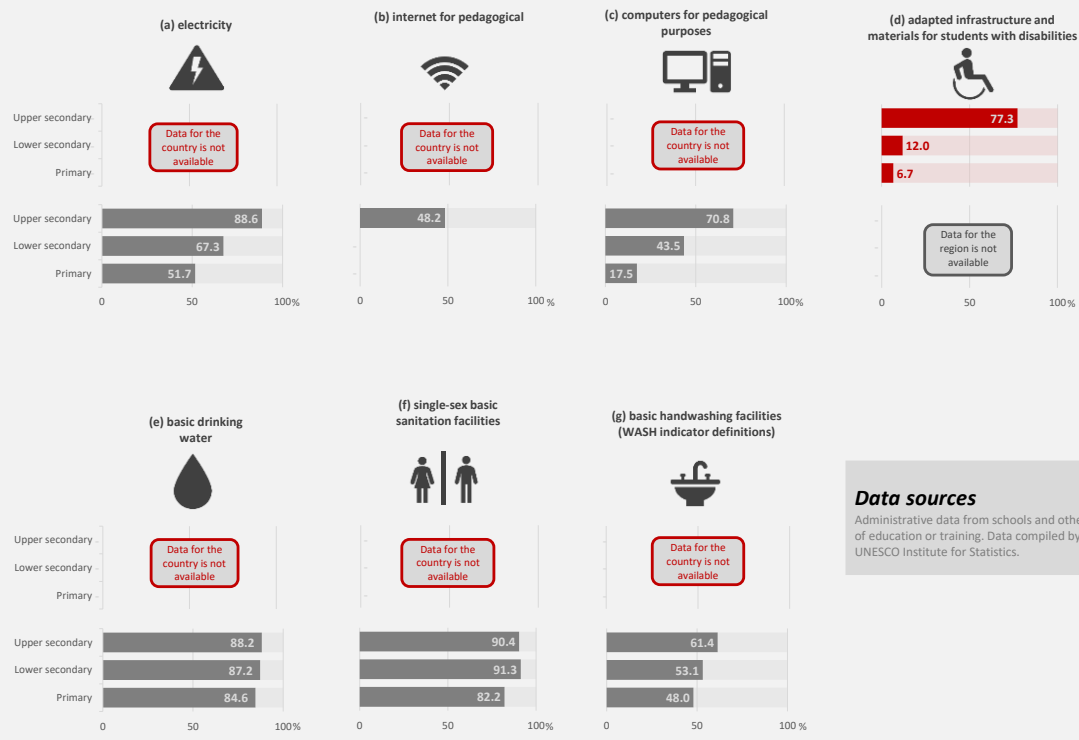 (a) electricity
(b) internet for pedagogical
(c) computers for pedagogical
purposes
(d) adapted infrastructure and
materials for students with disabilities
Upper secondary
Lower secondary
Primary
Data for the
country is not
available
Data for the
country is not
available
Data for the
country is not
available
77.3
12.0
6.7
Upper secondary
Lower secondary
Primary
88.6
67.3
51.7
0 50 100%
48.2
0 50 100%
70.8
43.5
17.5
0 50 100%
Data for the
region is not
available
0 50 100%
(e) basic drinking
water
(f) single-sex basic
sanitation facilities
(g) basic handwashing facilities
(WASH indicator definitions)
Upper secondary
Lower secondary
Primary
Data for the
country is not
available
Data for the
country is not
available
Data for the
country is not
available
Upper secondary
Lower secondary
Primary
88.2
87.2
84.6
0 50 100%
90.4
91.3
82.2
0 50 100%
61.4
53.1
48.0
0 50 100%
Data sources
Administrative data from schools and othe
of education or training. Data compiled by
UNESCO Institute for Statistics.